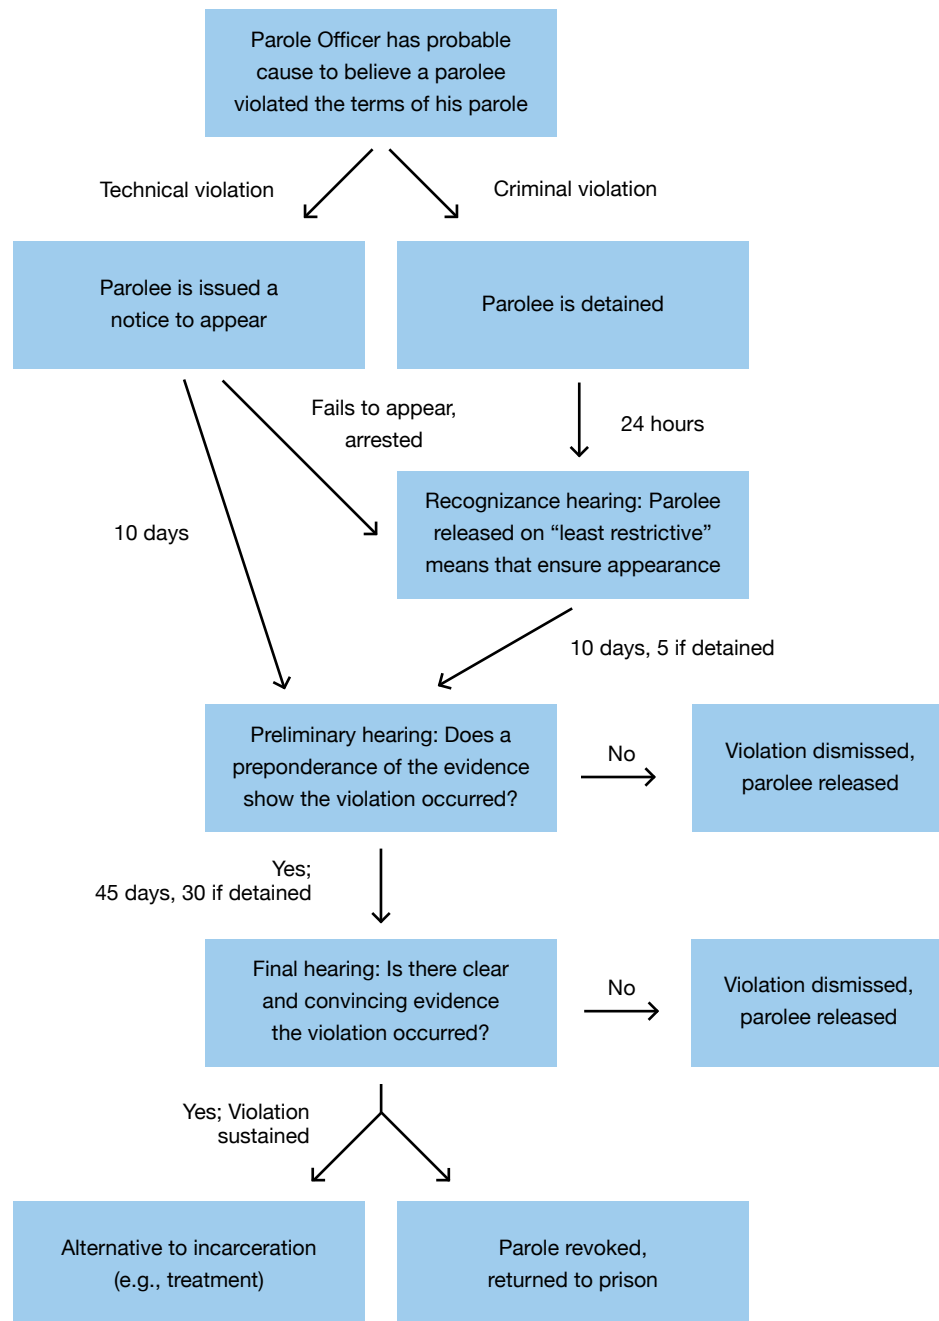 Parole Officer has probable
cause to believe a parolee
violated the terms of his parole
Technical violation
Criminal violation
Parolee is issued a
notice to appear
Parolee is detained
Fails to appear,
arrested
24 hours
10 days
Recognizance hearing: Parolee
released on “least restrictive”
means that ensure appearance
10 days, 5 if detained
Preliminary hearing: Does a
preponderance of the evidence
show the violation occurred?
No
Violation dismissed,
parolee released
Yes;
45 days, 30 if detained
Final hearing: Is there clear
and convincing evidence
the violation occurred?
No
Violation dismissed,
parolee released
Yes; Violation
sustained
Alternative to incarceration
(e.g., treatment)
Parole revoked,
returned to prison